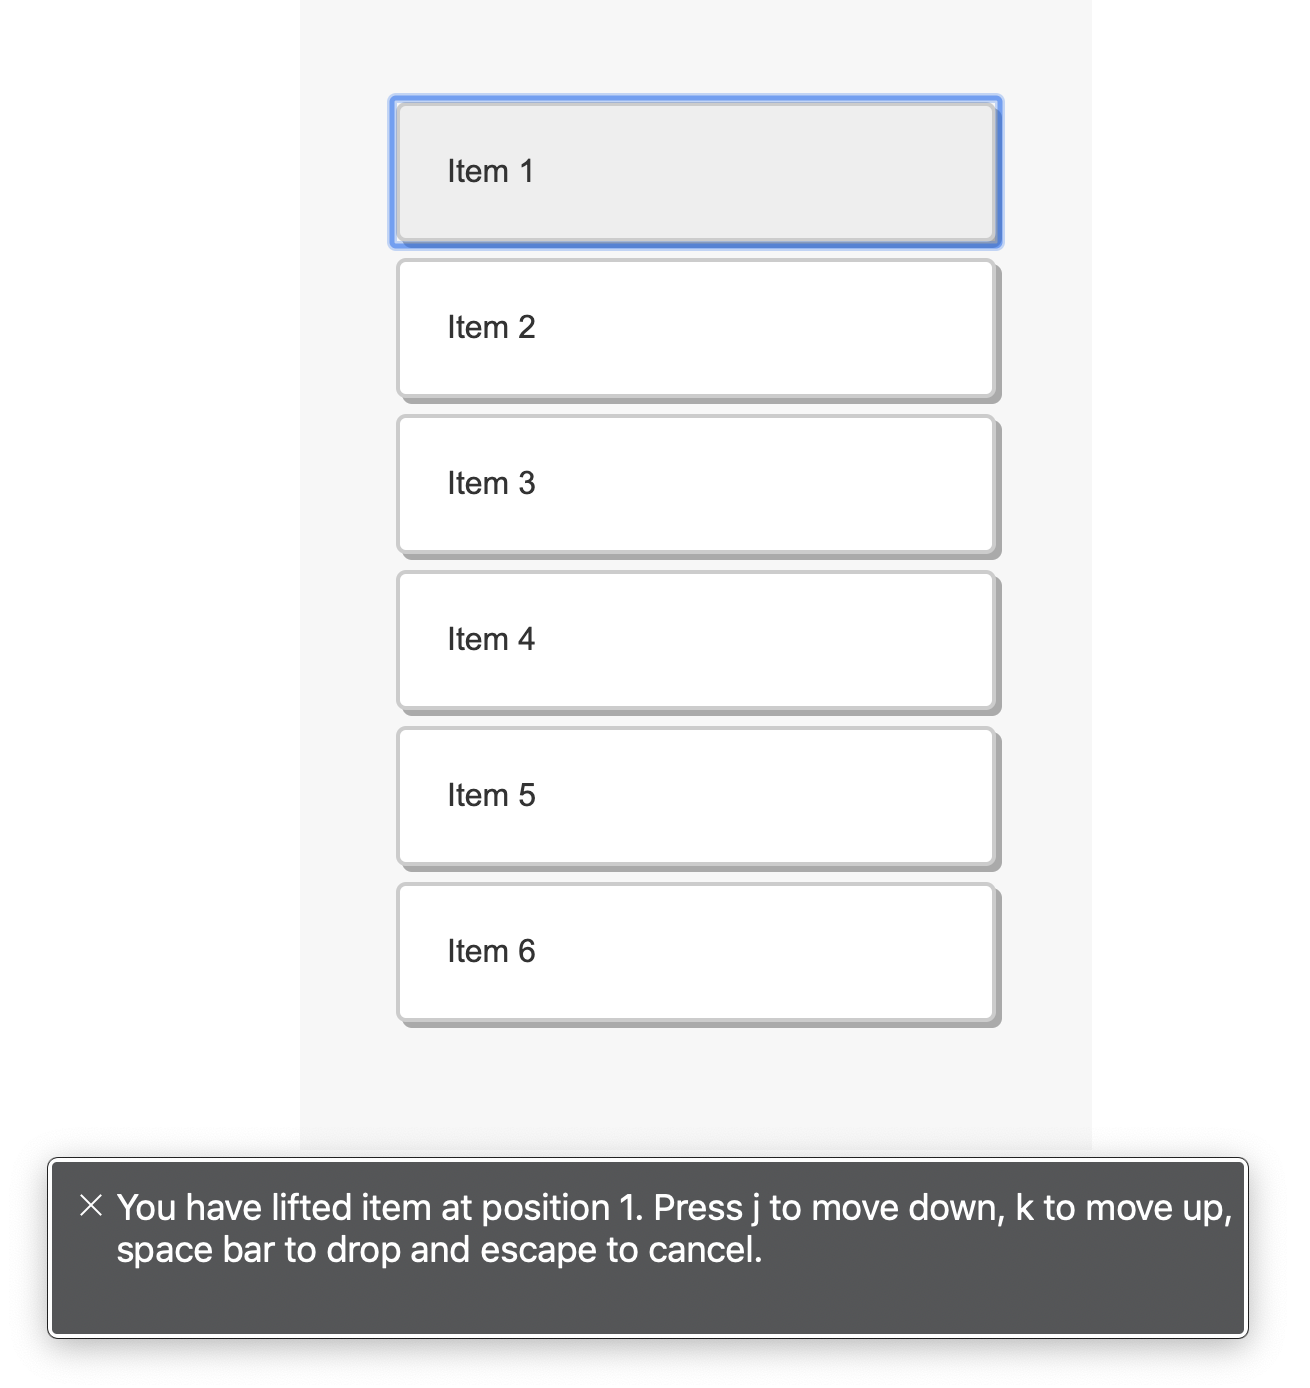 Item 1
Item 2
Item 3
Item 4
Item 5
Item 6
You have lifted item at position 1. Press j to move down, k to move up,
space bar to drop and escape to cancel.